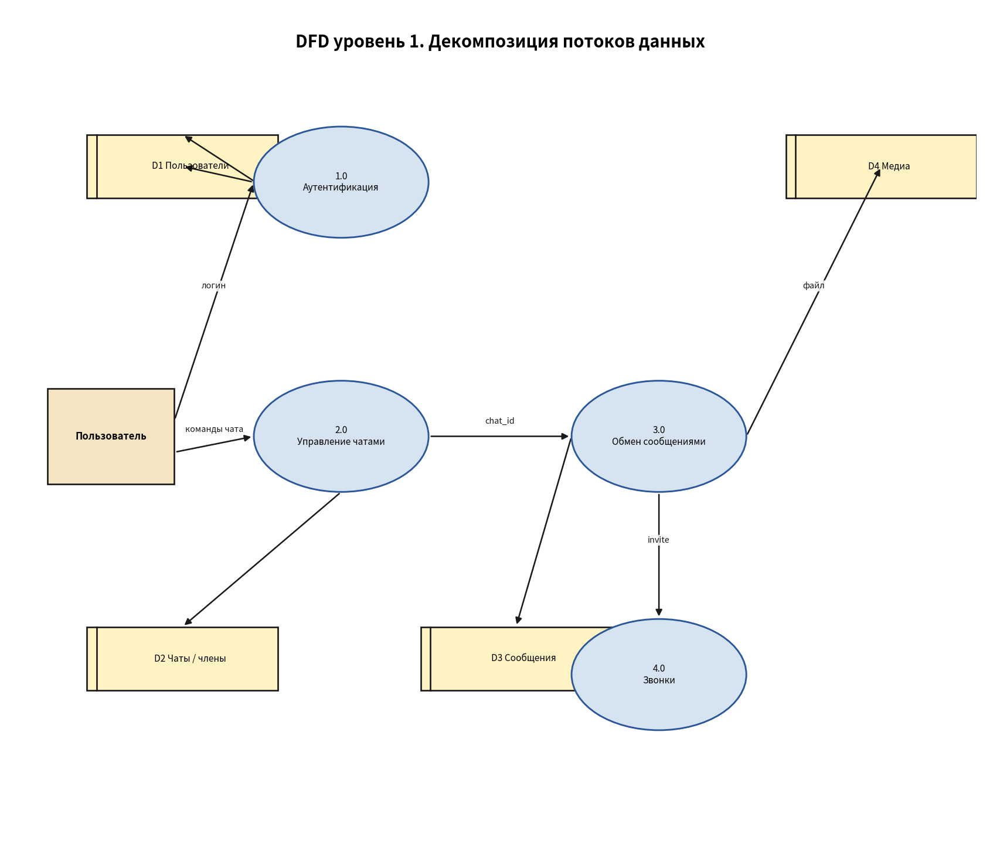 DFD уровень 1. Декомпозиция потоков данных
D1 Пользователи
1.0
Аутентификация
D4 Медиа
логин
файл
Пользователь
команды чата
2.0
Управление чатами
chat_id
3.0
Обмен сообщениями
invite
D2 Чаты / члены
D3 Сообщения
4.0
Звонки